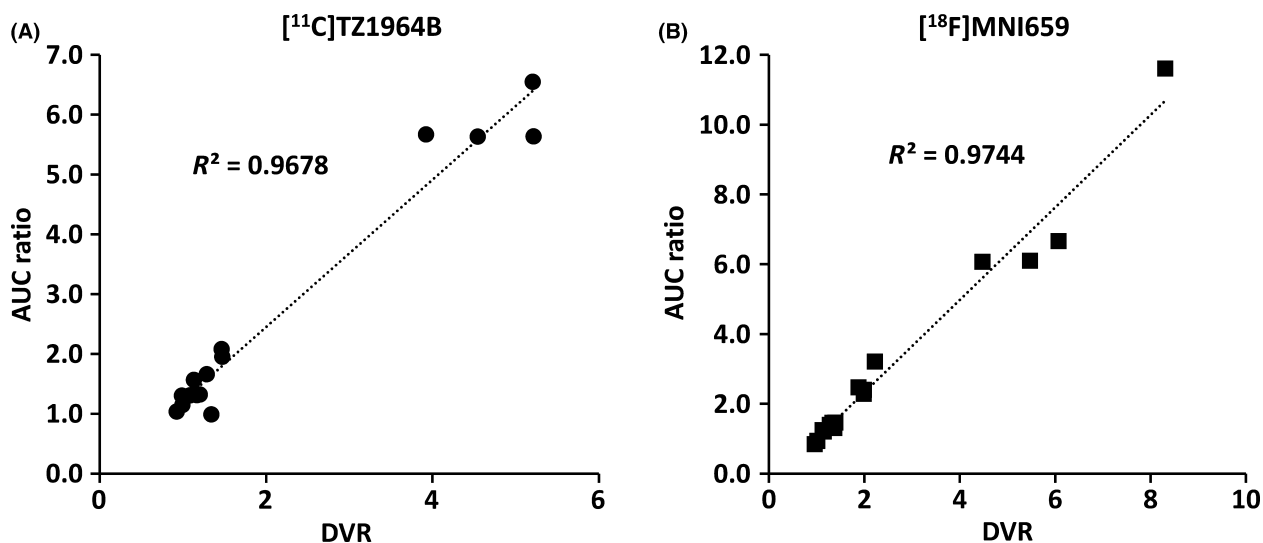 (A)
[¹¹C]TZ1964B
7.0
6.0
5.0
4.0
3.0
2.0
1.0
0.0
0
2
4
6
AUC ratio
DVR
R² = 0.9678
(B)
[¹⁸F]MNI659
12.0
10.0
8.0
6.0
4.0
2.0
0.0
0
2
4
6
8
10
AUC ratio
DVR
R² = 0.9744